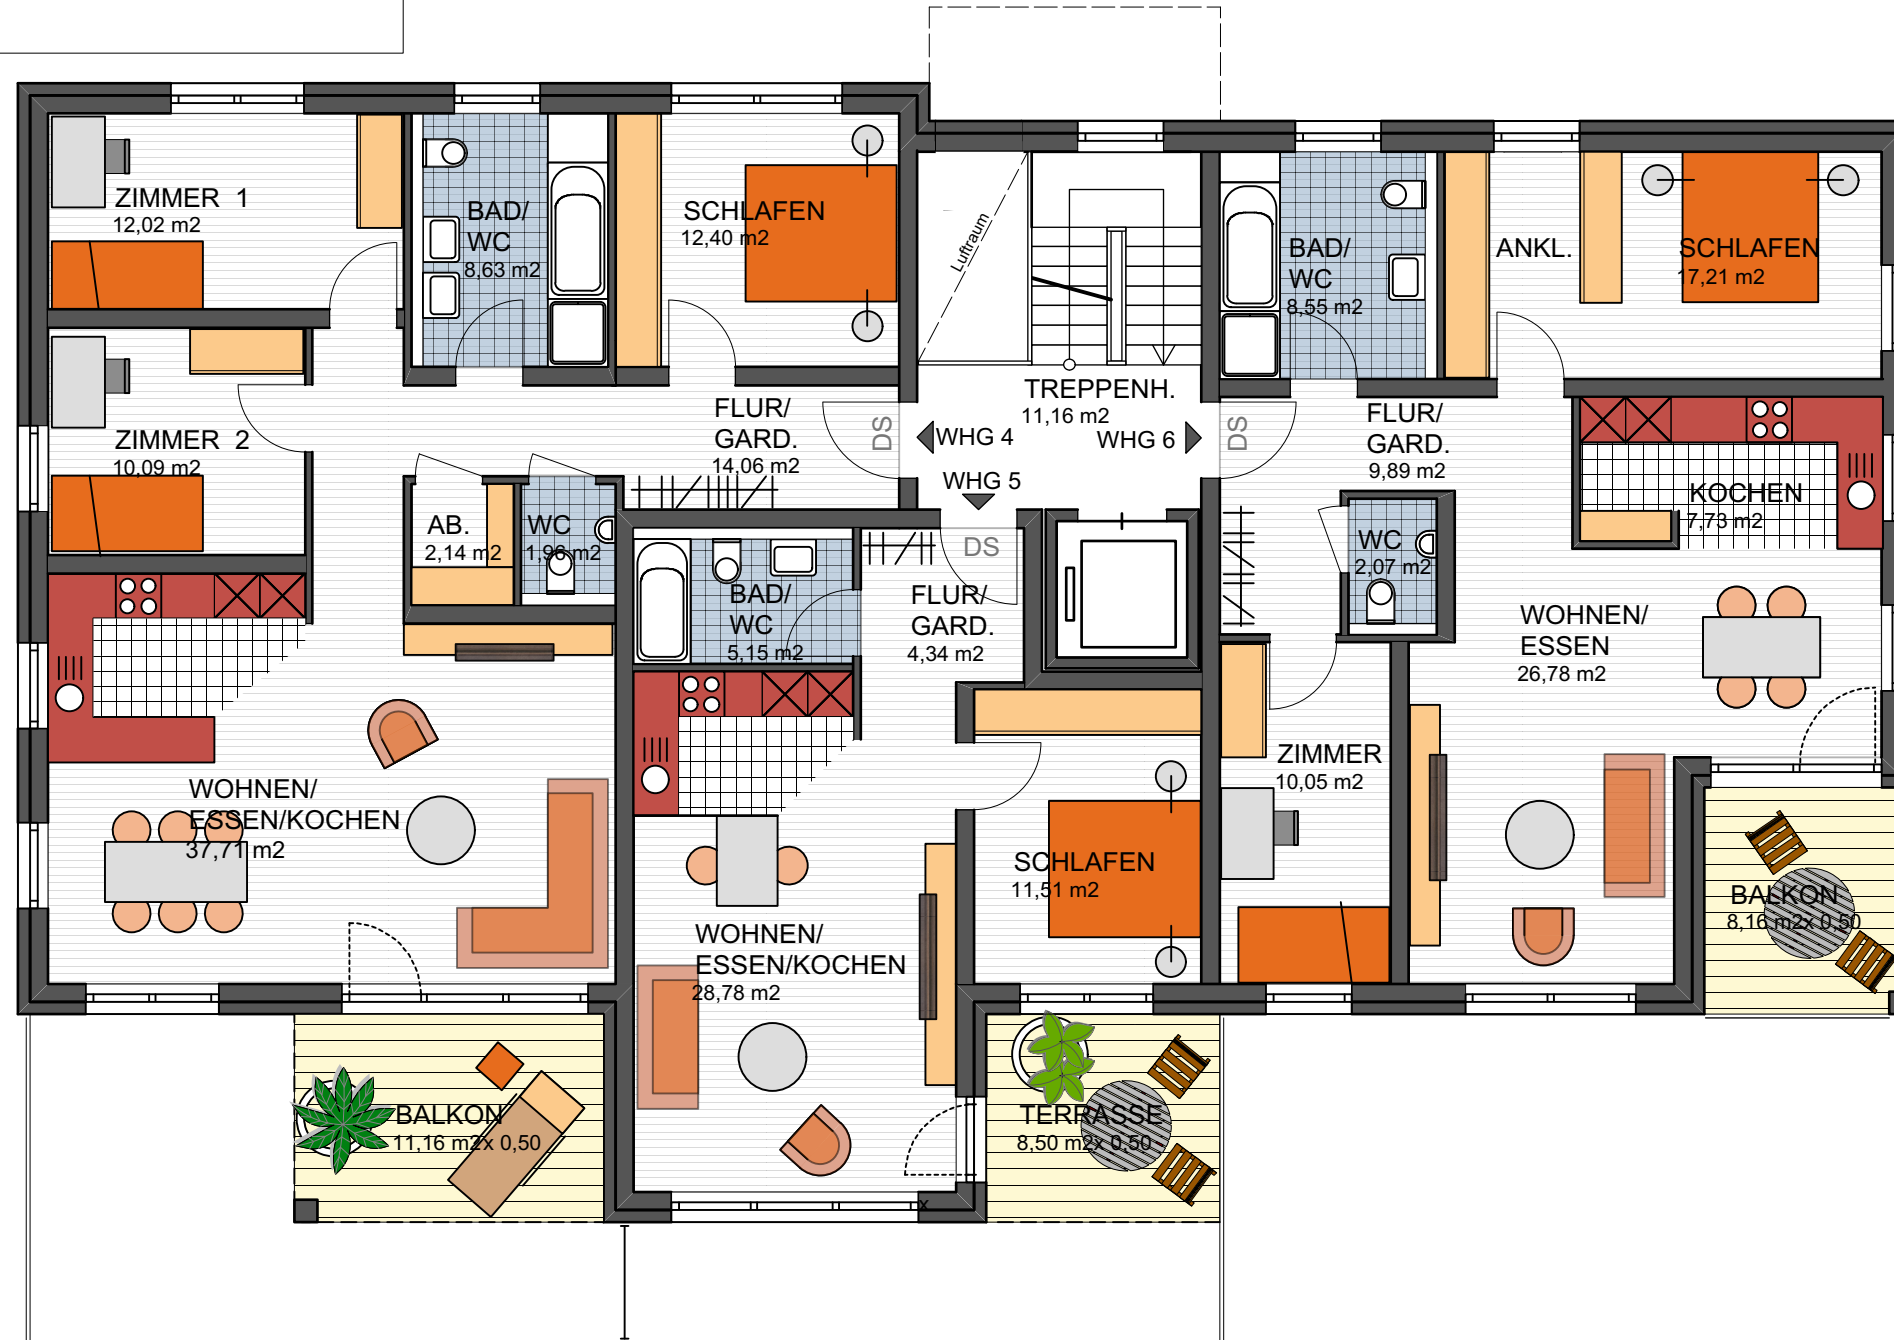 ZIMMER 1
12,02 m2
BAD/
WC
8,63 m2
SCHLAFEN
12,40 m2
Luftraum
BAD/
WC
8,55 m2
ANKL.
SCHLAFEN
17,21 m2
ZIMMER 2
10,09 m2
FLUR/
GARD.
14,06 m2
DS
TREPPENH.
11,16 m2
WHG 4
WHG 6
WHG 5
DS
FLUR/
GARD.
9,89 m2
KOCHEN
7,73 m2
AB.
2,14 m2
WC
1,96 m2
DS
BAD/
WC
5,15 m2
FLUR/
GARD.
4,34 m2
WC
2,07 m2
WOHNEN/
ESSEN
26,78 m2
WOHNEN/
ESSEN/KOCHEN
37,71 m2
ZIMMER
10,05 m2
SCHLAFEN
11,51 m2
WOHNEN/
ESSEN/KOCHEN
28,78 m2
BALKON
8,16 m2x 0,50
BALKON
11,16 m2x 0,50
TERRASSE
8,50 m2x 0,50
x